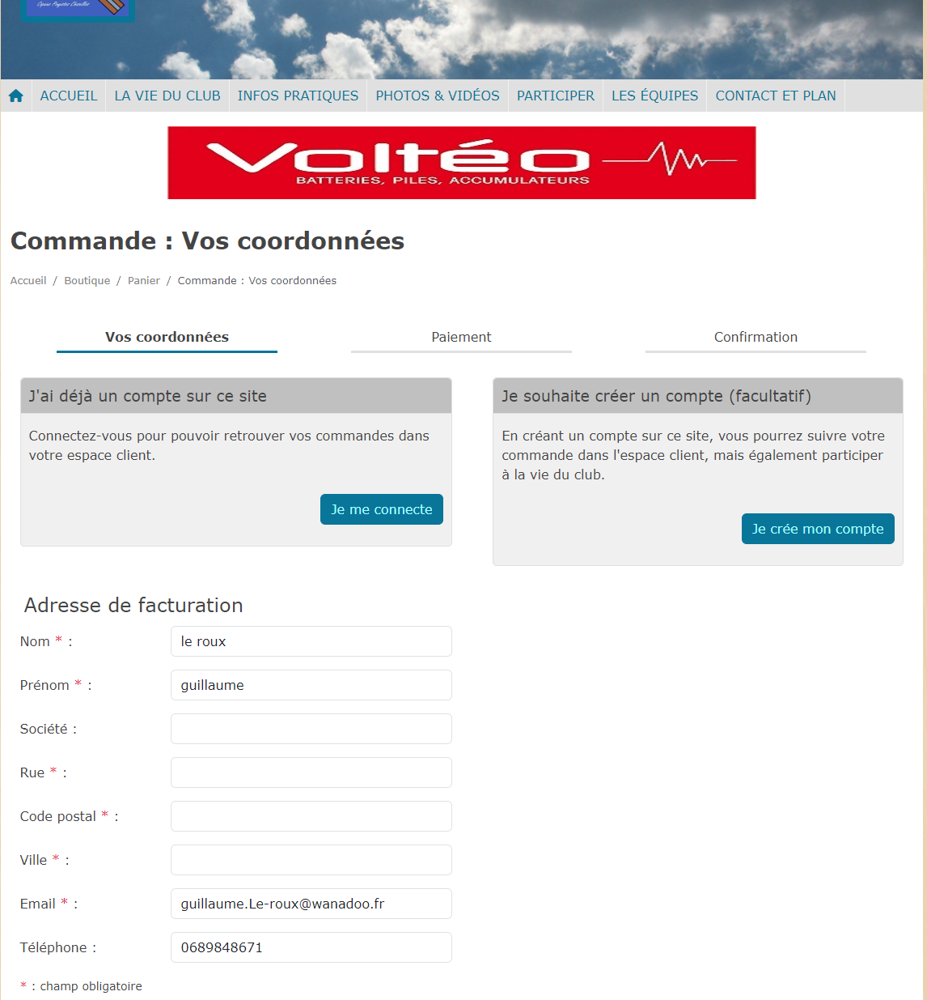 ACCUEIL LA VIE DU CLUB INFOS PRATIQUES PHOTOS & VIDÉOS PARTICIPER LES ÉQUIPES CONTACT ET PLAN
Voltéo
BATTERIES, PILES, ACCUMULATEURS
Commande : Vos coordonnées
Accueil / Boutique / Panier / Commande : Vos coordonnées
Vos coordonnées Paiement Confirmation
J'ai déjà un compte sur ce site
Connectez-vous pour pouvoir retrouver vos commandes dans
votre espace client.
Je me connecte
Je souhaite créer un compte (facultatif)
En créant un compte sur ce site, vous pourrez suivre votre
commande dans l'espace client, mais également participer
à la vie du club.
Je crée mon compte
Adresse de facturation
Nom * : le roux
Prénom * : guillaume
Société :
Rue * :
Code postal * :
Ville * :
Email * : guillaume.Le-roux@wanadoo.fr
Téléphone : 0689848671
* : champ obligatoire